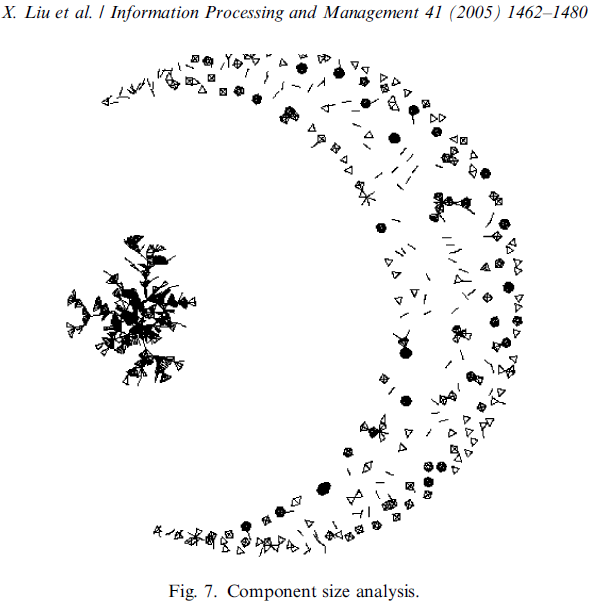 X. Liu et al. / Information Processing and Management 41 (2005) 1462–1480
Fig. 7. Component size analysis.